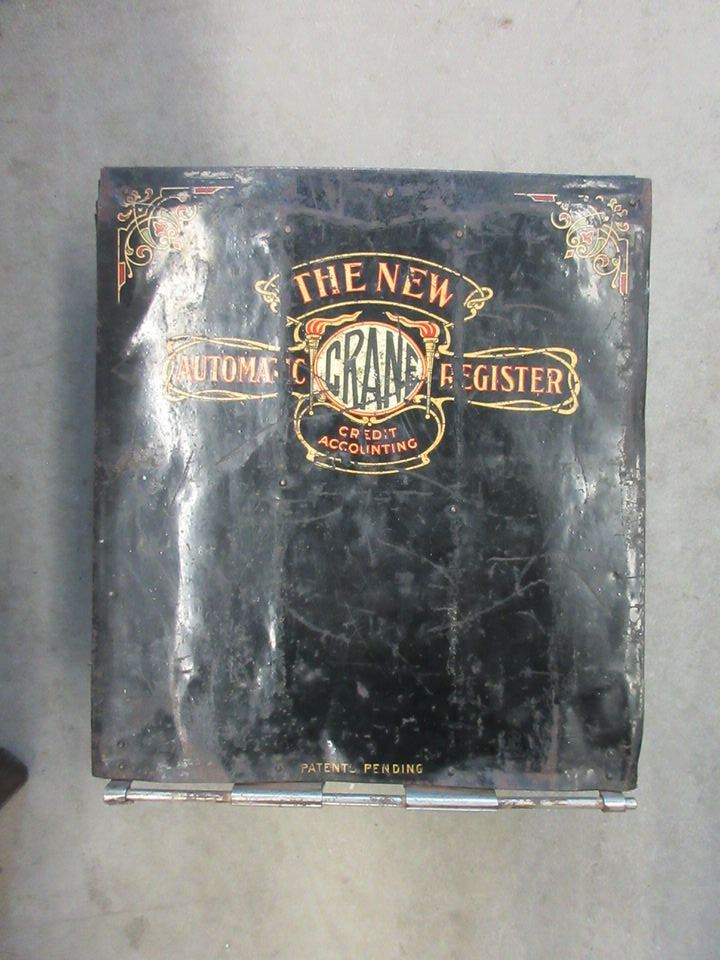 THE NEW
AUTOMATIC CRANE REGISTER
CREDIT
ACCOUNTING
PATENTS PENDING